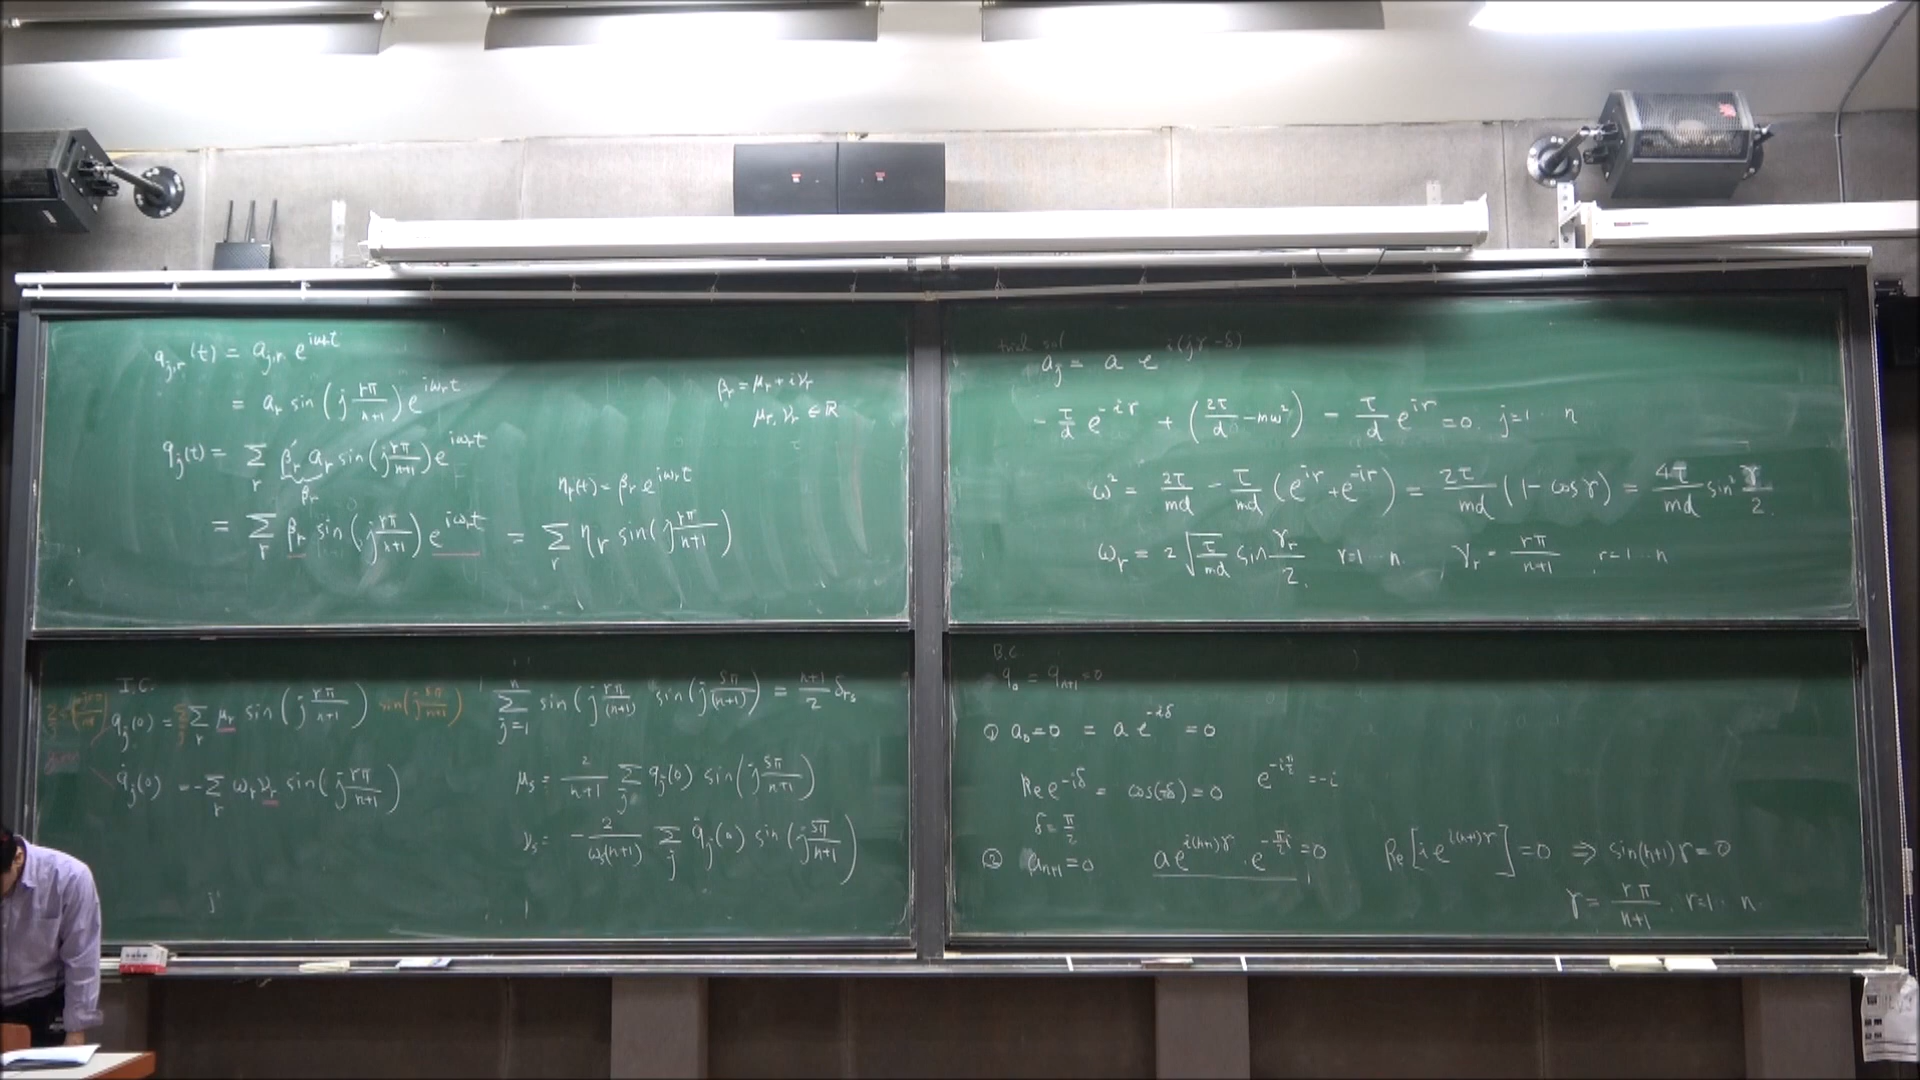 q_{j,r}(t) = a_{j,r} e^{iω_r t}
= a_r sin(j rπ/n+1) e^{iω_r t}
β_r = μ_r + iν_r
μ_r, ν_r ∈ ℝ
q_j(t) = Σ_r β_r' a_r sin(j rπ/n+1) e^{iω_r t}
β_r
η_r(t) = β_r e^{iω_r t}
= Σ_r β_r sin(j rπ/n+1) e^{iω_r t} = Σ_r η_r sin(j rπ/n+1)
I.C.
q_j(0) = Σ_r μ_r sin(j rπ/n+1) sin(j sπ/n+1)
q̇_j(0) = -Σ_r ω_r ν_r sin(j rπ/n+1)
Σ_{j=1}^{n} sin(j rπ/(n+1)) sin(j sπ/(n+1)) = n+1/2 δ_{rs}
μ_s = 2/n+1 Σ_j q_j(0) sin(j sπ/n+1)
ν_s = -2/ω_s(n+1) Σ_j q̇_j(0) sin(j sπ/n+1)
trial sol
a_j = a e^{i(jγ-δ)}
-τ/d e^{-iγ} + (2τ/d - mω²) - τ/d e^{iγ} = 0. j=1 ⋯ n
ω² = 2τ/md - τ/md (e^{iγ} + e^{-iγ}) = 2τ/md (1 - cos γ) = 4τ/md sin² γ/2.
ω_r = 2√(τ/md) sin γ_r/2. r=1 ⋯ n. γ_r = rπ/n+1, r=1 ⋯ n
B.C.
q_0 = q_{n+1} = 0
① a_0 = 0 = a e^{-iδ} = 0
Re e^{-iδ} = cos(-δ) = 0 e^{-iπ/2} = -i
δ = π/2
② a_{n+1} = 0 a e^{i(n+1)γ} · e^{-π/2 i} = 0 Re[i e^{i(n+1)γ}] = 0 ⇒ sin(n+1)γ = 0
γ = rπ/n+1, r=1 ⋯ n